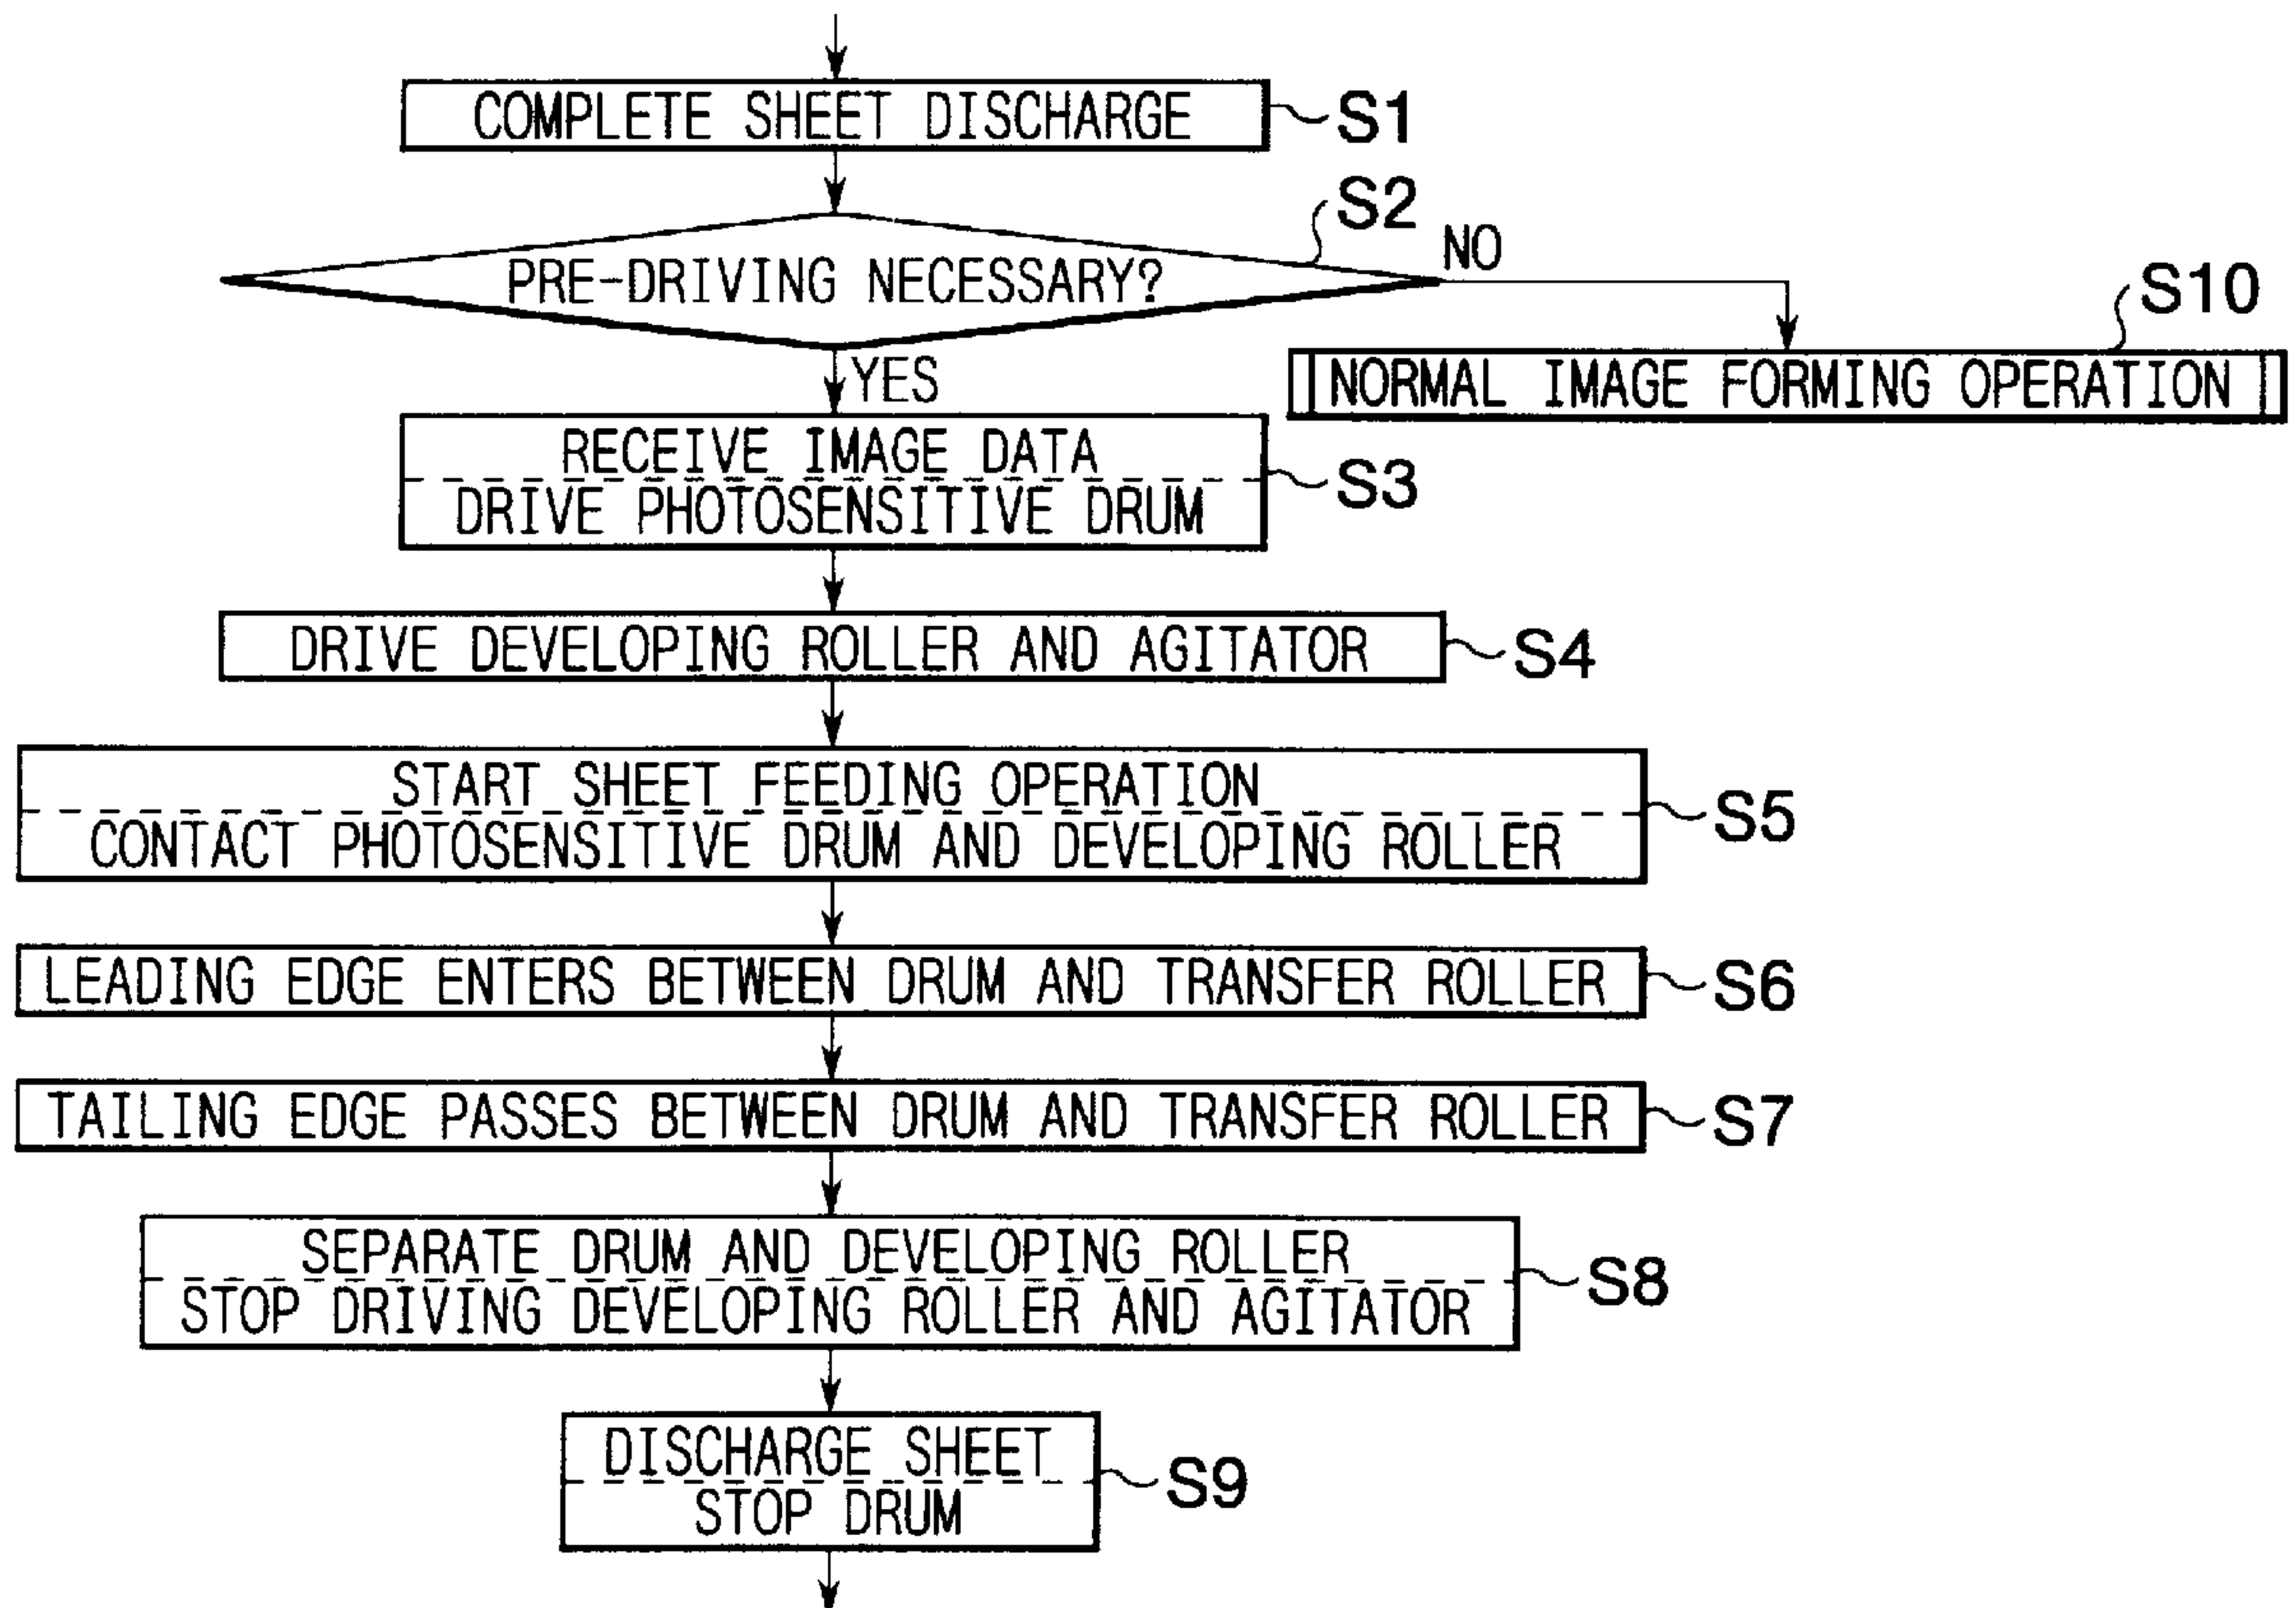 COMPLETE SHEET DISCHARGE
S1
S2
PRE-DRIVING NECESSARY?
NO
S10
YES
NORMAL IMAGE FORMING OPERATION
RECEIVE IMAGE DATA
DRIVE PHOTOSENSITIVE DRUM
S3
DRIVE DEVELOPING ROLLER AND AGITATOR
S4
START SHEET FEEDING OPERATION
CONTACT PHOTOSENSITIVE DRUM AND DEVELOPING ROLLER
S5
LEADING EDGE ENTERS BETWEEN DRUM AND TRANSFER ROLLER
S6
TAILING EDGE PASSES BETWEEN DRUM AND TRANSFER ROLLER
S7
SEPARATE DRUM AND DEVELOPING ROLLER
STOP DRIVING DEVELOPING ROLLER AND AGITATOR
S8
DISCHARGE SHEET
STOP DRUM
S9